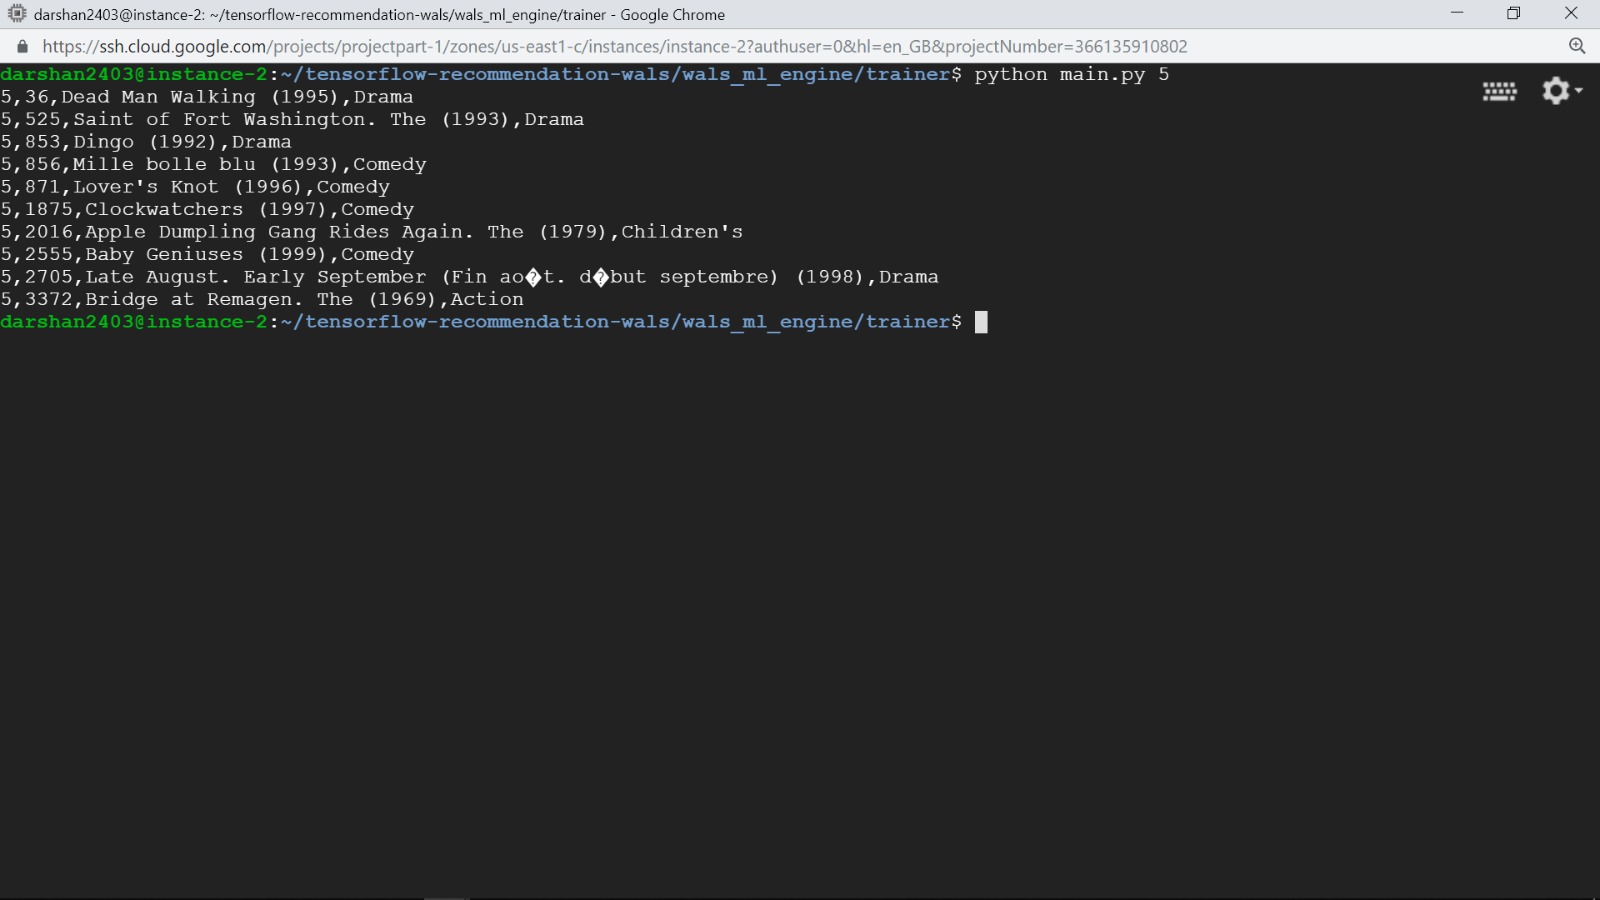 darshan2403@instance-2: ~/tensorflow-recommendation-wals/wals_ml_engine/trainer - Google Chrome
https://ssh.cloud.google.com/projects/projectpart-1/zones/us-east1-c/instances/instance-2?authuser=0&hl=en_GB&projectNumber=366135910802
darshan2403@instance-2:~/tensorflow-recommendation-wals/wals_ml_engine/trainer$ python main.py 5
5,36,Dead Man Walking (1995),Drama
5,525,Saint of Fort Washington. The (1993),Drama
5,853,Dingo (1992),Drama
5,856,Mille bolle blu (1993),Comedy
5,871,Lover's Knot (1996),Comedy
5,1875,Clockwatchers (1997),Comedy
5,2016,Apple Dumpling Gang Rides Again. The (1979),Children's
5,2555,Baby Geniuses (1999),Comedy
5,2705,Late August. Early September (Fin ao�t. d�but septembre) (1998),Drama
5,3372,Bridge at Remagen. The (1969),Action
darshan2403@instance-2:~/tensorflow-recommendation-wals/wals_ml_engine/trainer$